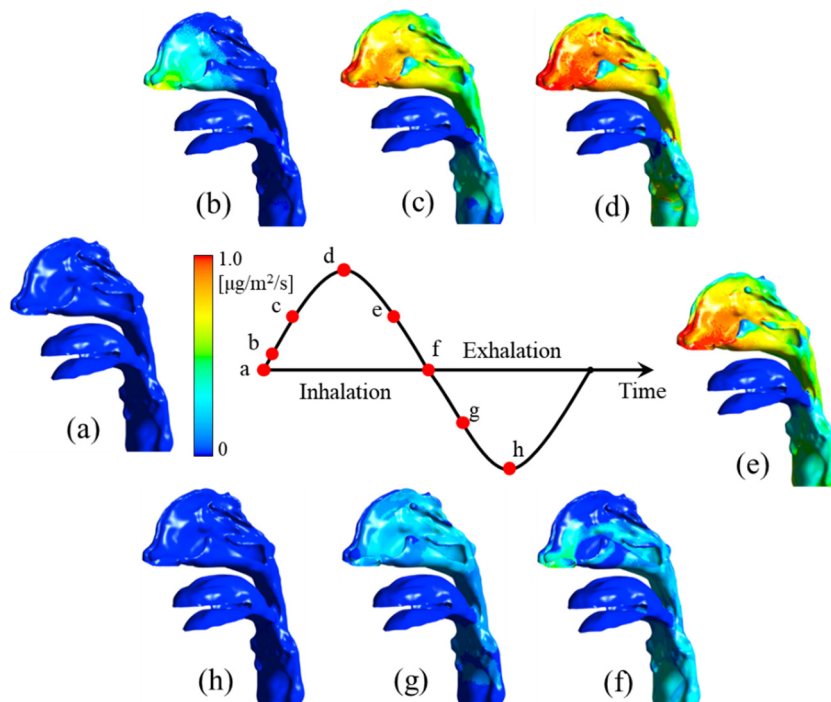 (b)
(c)
(d)
1.0
[μg/m²/s]
0
d
c
e
b
a
f
Exhalation
Inhalation
Time
g
h
(a)
(e)
(h)
(g)
(f)